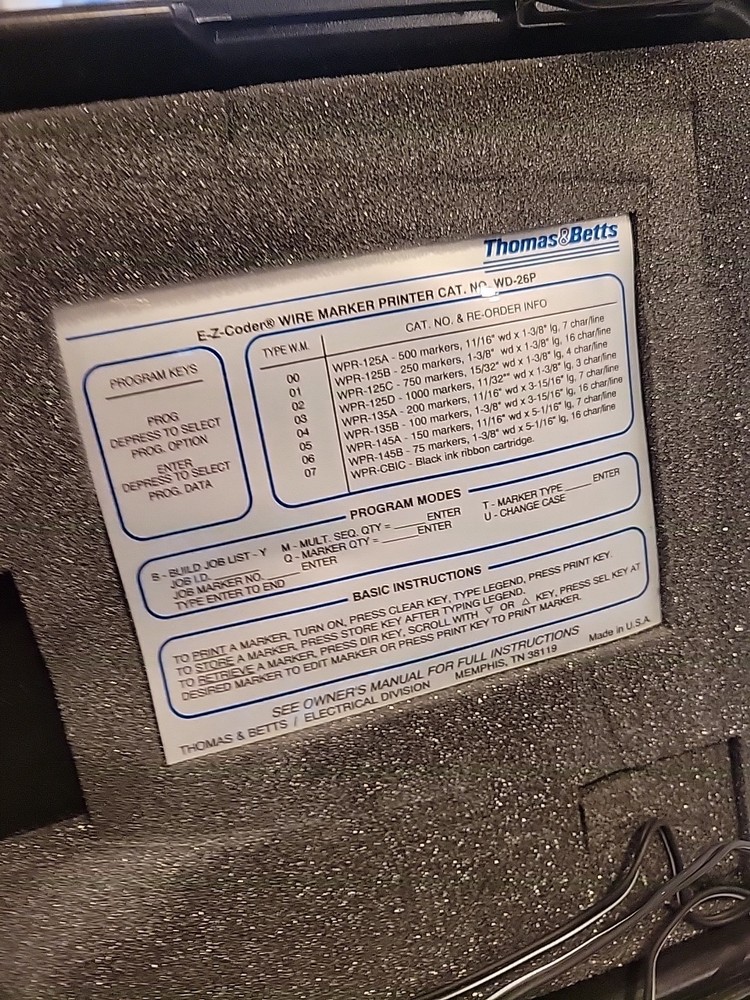 Thomas&Betts
E-Z-Coder® WIRE MARKER PRINTER CAT. NO. WD-26P
PROGRAM KEYS
PROG
DEPRESS TO SELECT
PROG. OPTION
ENTER
DEPRESS TO SELECT
PROG. DATA
TYPE W.M. CAT. NO. & RE-ORDER INFO
00 WPR-125A - 500 markers, 11/16" wd x 1-3/8" lg, 7 char/line
01 WPR-125B - 250 markers, 1-3/8" wd x 1-3/8" lg, 16 char/line
02 WPR-125C - 750 markers, 15/32" wd x 1-3/8" lg, 4 char/line
03 WPR-125D - 1000 markers, 11/32"" wd x 1-3/8" lg, 3 char/line
04 WPR-135A - 200 markers, 11/16" wd x 3-15/16" lg, 7 char/line
05 WPR-135B - 100 markers, 1-3/8" wd x 3-15/16" lg, 16 char/line
06 WPR-145A - 150 markers, 11/16" wd x 5-1/16" lg, 7 char/line
07 WPR-145B - 75 markers, 1-3/8" wd x 5-1/16" lg, 16 char/line
WPR-CBIC - Black ink ribbon cartridge.
PROGRAM MODES
B - BUILD JOB LIST - Y
JOB I.D. ______
JOB MARKER NO. ______ ENTER
TYPE ENTER TO END
M - MULT. SEQ. QTY = ______ ENTER
Q - MARKER QTY = ______ ENTER
T - MARKER TYPE ______ ENTER
U - CHANGE CASE
BASIC INSTRUCTIONS
TO PRINT A MARKER, TURN ON, PRESS CLEAR KEY, TYPE LEGEND, PRESS PRINT KEY.
TO STORE A MARKER, PRESS STORE KEY AFTER TYPING LEGEND.
TO RETRIEVE A MARKER, PRESS DIR KEY, SCROLL WITH ▽ OR △ KEY, PRESS SEL KEY AT
DESIRED MARKER TO EDIT MARKER OR PRESS PRINT KEY TO PRINT MARKER.
SEE OWNER'S MANUAL FOR FULL INSTRUCTIONS
THOMAS & BETTS / ELECTRICAL DIVISION MEMPHIS, TN 38119 Made in U.S.A.